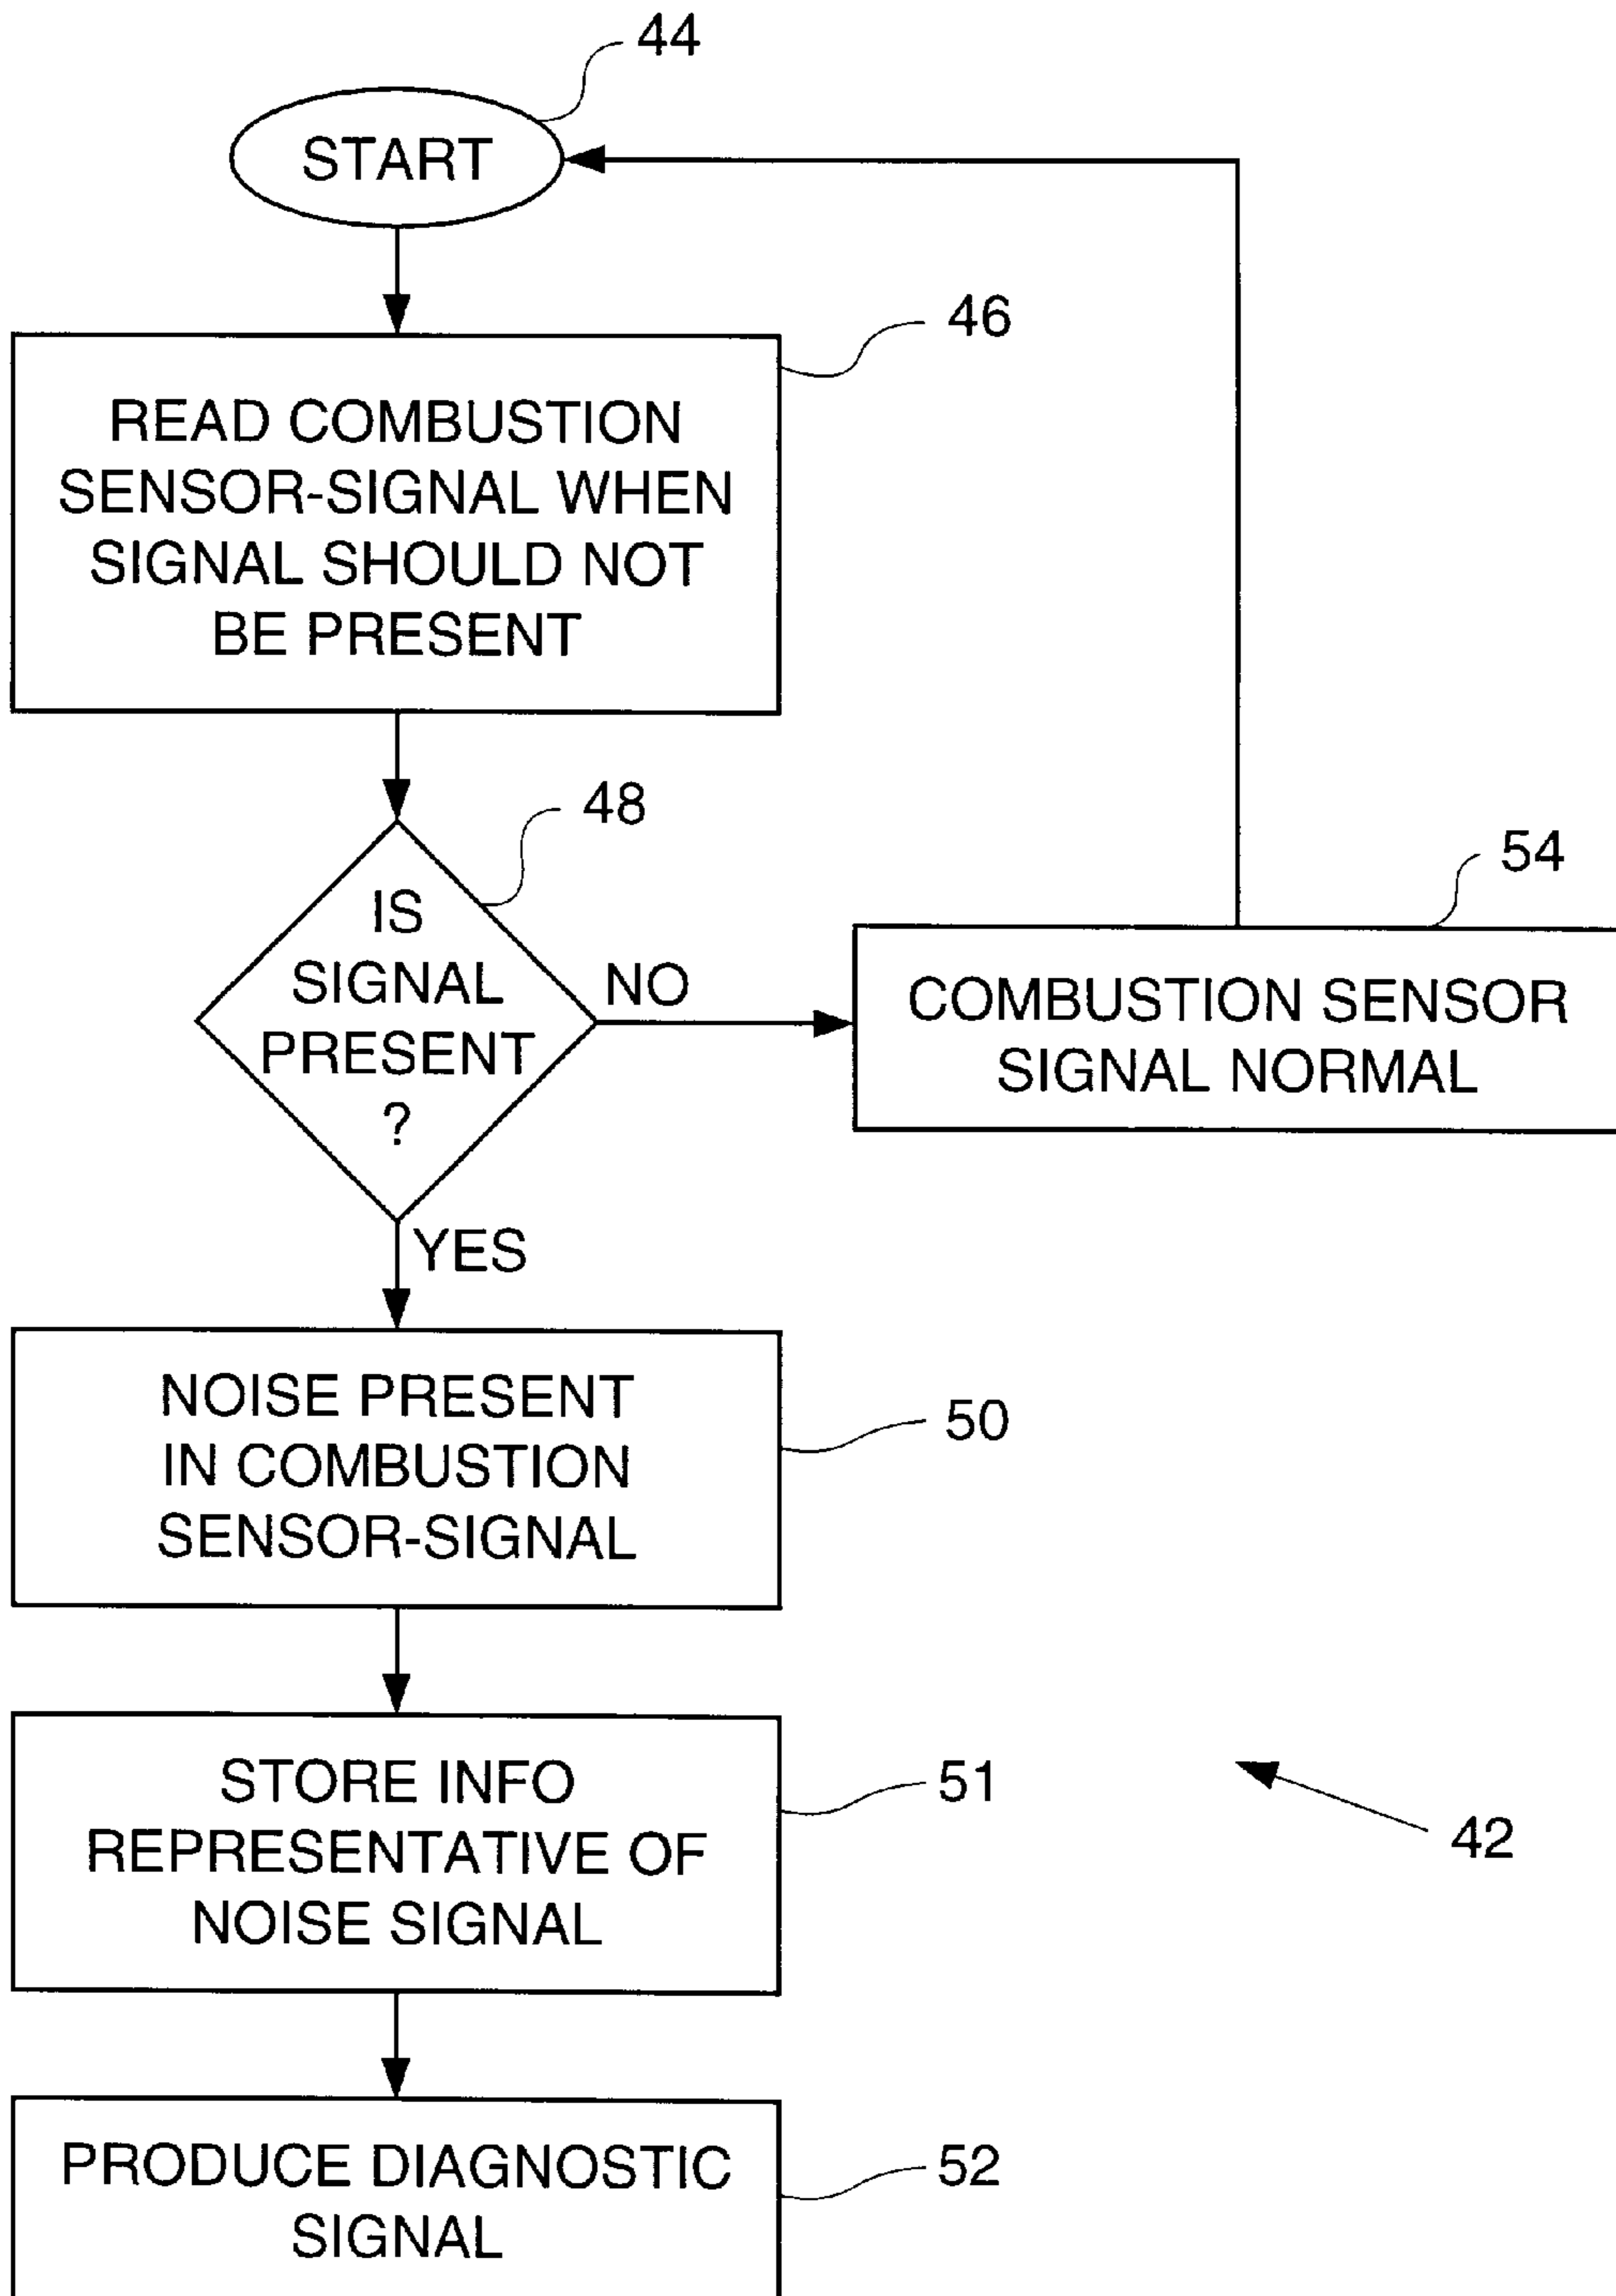 44
START
46
READ COMBUSTION
SENSOR-SIGNAL WHEN
SIGNAL SHOULD NOT
BE PRESENT
48
IS
SIGNAL
PRESENT
?
NO
54
COMBUSTION SENSOR
SIGNAL NORMAL
YES
NOISE PRESENT
IN COMBUSTION
SENSOR-SIGNAL
50
STORE INFO
REPRESENTATIVE OF
NOISE SIGNAL
51
42
PRODUCE DIAGNOSTIC
SIGNAL
52